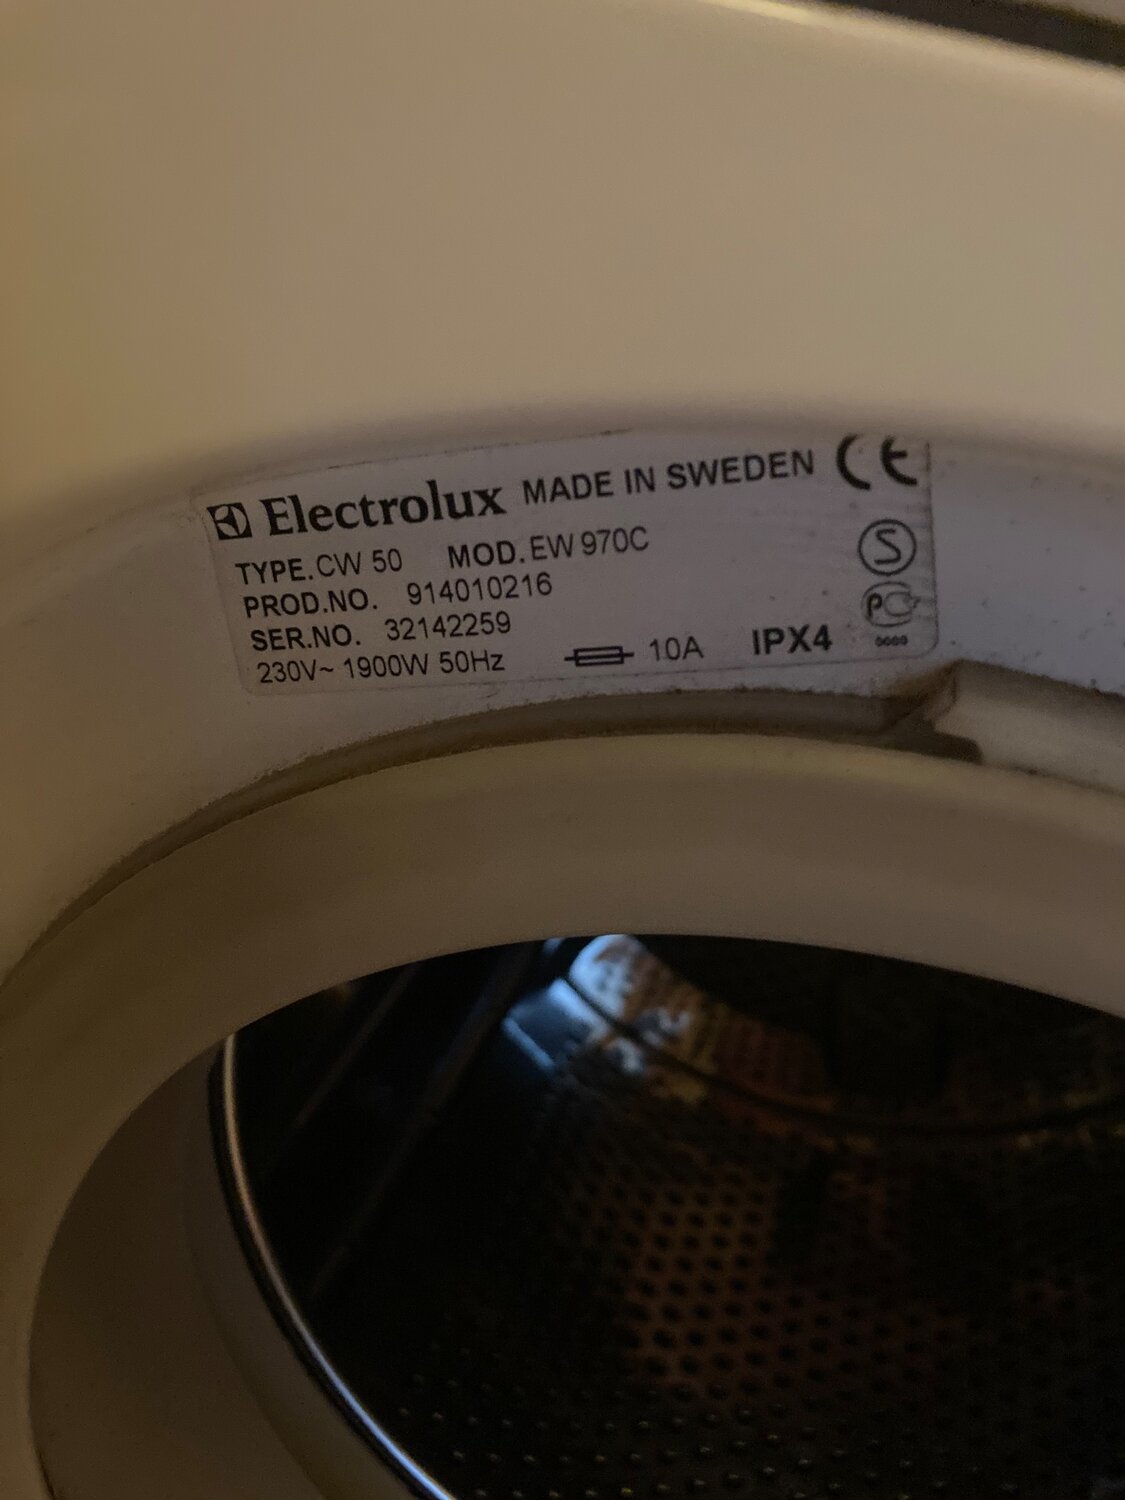 Electrolux MADE IN SWEDEN CE
TYPE.CW 50 MOD.EW 970C
PROD.NO. 914010216
SER.NO. 32142259
230V~ 1900W 50Hz 10A IPX4
S
PC